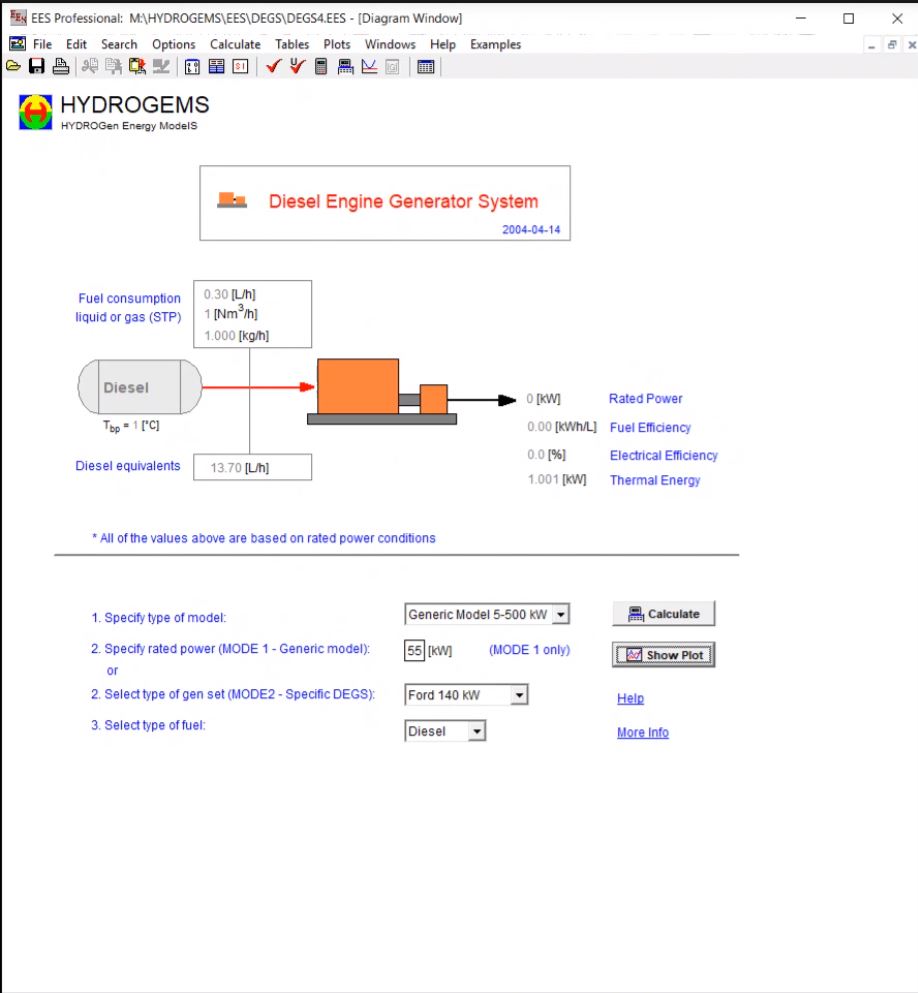 EES Professional: M:\HYDROGEMS\EES\DEGS\DEGS4.EES - [Diagram Window]
File Edit Search Options Calculate Tables Plots Windows Help Examples
HYDROGEMS
HYDROGen Energy ModelS
Diesel Engine Generator System
2004-04-14
Fuel consumption
liquid or gas (STP)
0.30 [L/h]
1 [Nm³/h]
1.000 [kg/h]
Diesel
Tbp = 1 [°C]
0 [kW] Rated Power
0.00 [kWh/L] Fuel Efficiency
0.0 [%] Electrical Efficiency
1.001 [kW] Thermal Energy
Diesel equivalents 13.70 [L/h]
* All of the values above are based on rated power conditions
1. Specify type of model: Generic Model 5-500 kW Calculate
2. Specify rated power (MODE 1 - Generic model): 55 [kW] (MODE 1 only) Show Plot
or
2. Select type of gen set (MODE2 - Specific DEGS): Ford 140 kW Help
3. Select type of fuel: Diesel More Info